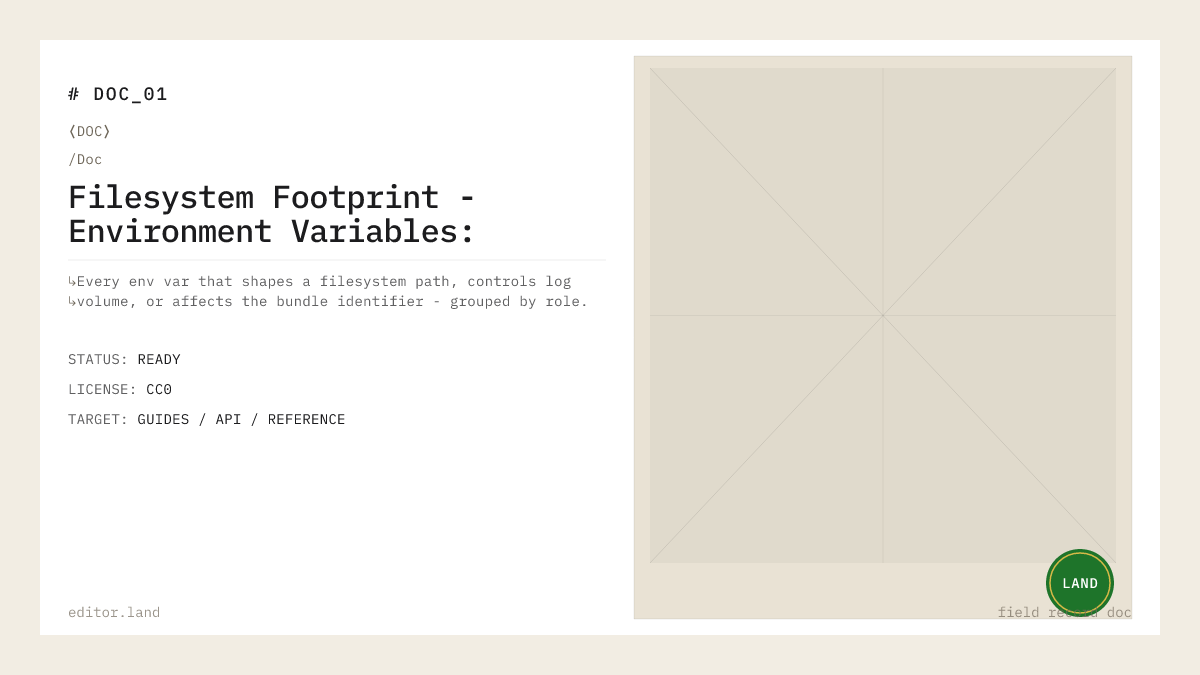 # DOC_01
⟨DOC⟩
/Doc
Filesystem Footprint -
Environment Variables:
↳Every env var that shapes a filesystem path, controls log
↳volume, or affects the bundle identifier - grouped by role.
STATUS: READY
LICENSE: CC0
TARGET: GUIDES / API / REFERENCE
LAND
editor.land
field record doc